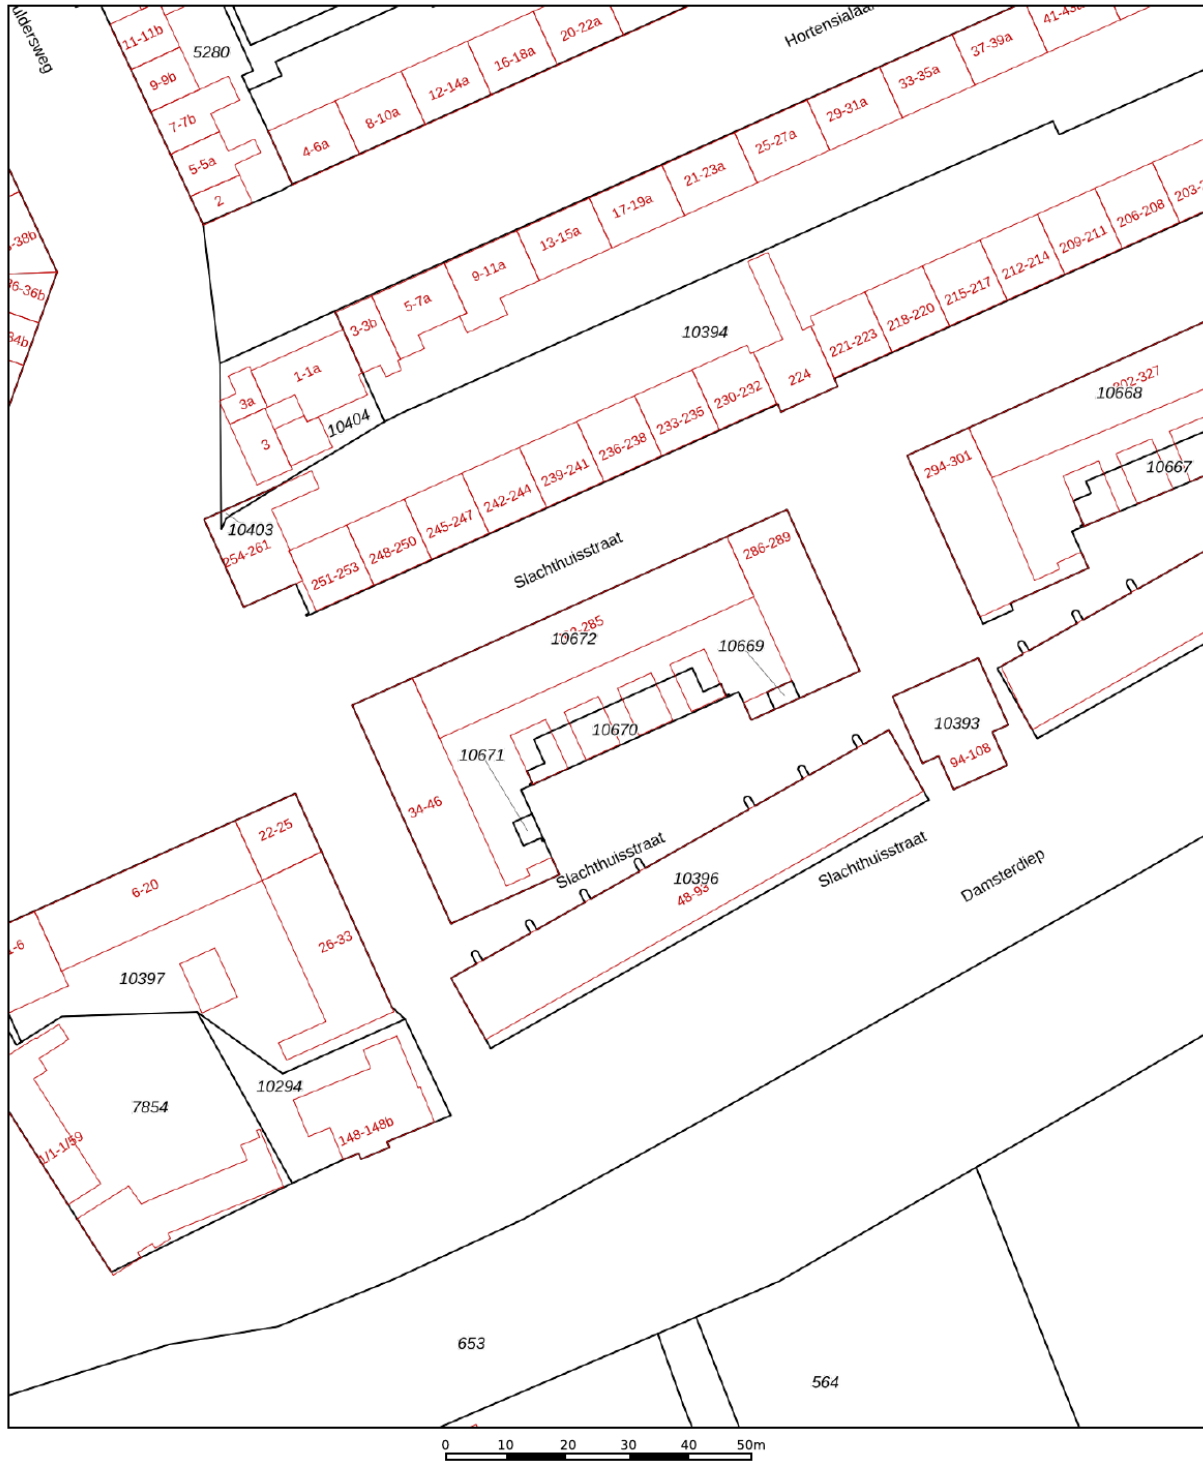 11-11b
5280
20-22a
Hortensialaa
41-43a
37-39a
9-9b
16-18a
33-35a
12-14a
29-31a
7-7b
8-10a
25-27a
5-5a
4-6a
21-23a
2
17-19a
13-15a
9-11a
206-208
209-211
212-214
215-217
218-220
221-223
36-36b
5-7a
3-3b
10394
1-1a
224
3a
10404
3
230-232
233-235
236-238
239-241
242-244
245-247
248-250
251-253
10403
254-261
10668
294-301
10667
Slachthuisstraat
286-289
10672
10669
10670
10671
34-46
10393
94-108
Slachthuisstraat
10396
48-93
Slachthuisstraat
Damsterdiep
22-25
6-20
26-33
10397
10294
7854
148-148b
1/1-1/59
653
564
0 10 20 30 40 50m